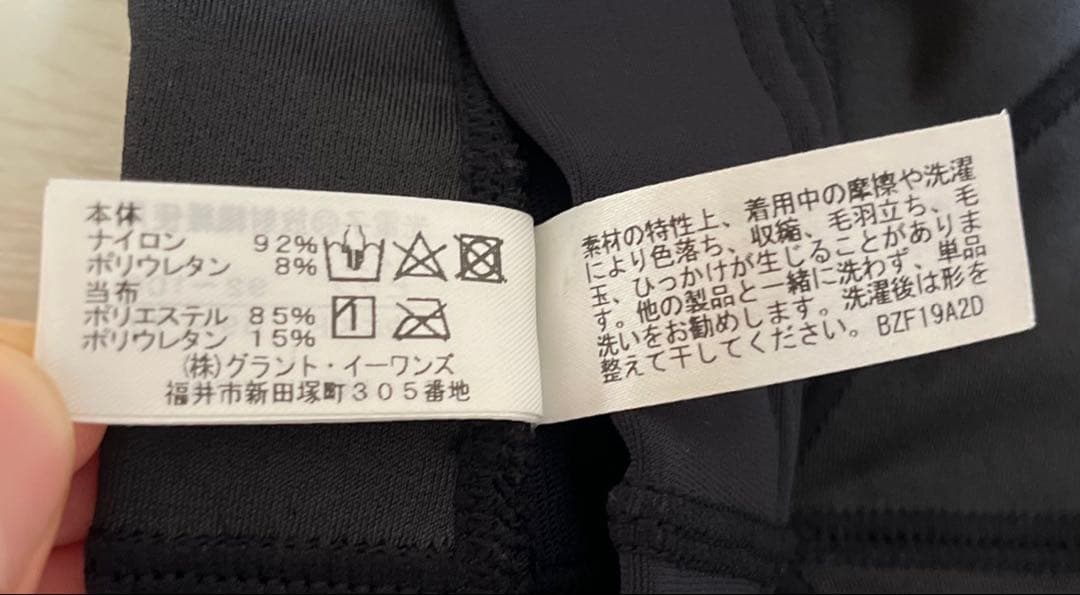 本体
ナイロン 92%
ポリウレタン 8%
当布
ポリエステル 85%
ポリウレタン 15%
(株)グラント・イーワンズ
福井市新田塚町305番地
素材の特性上、着用中の摩擦や洗濯
により色落ち、収縮、毛羽立ち、毛
玉、ひっかけが生じることがありま
す。他の製品と一緒に洗わず、単品
洗いをお勧めします。洗濯後は形を
整えて干してください。BZF19A2D